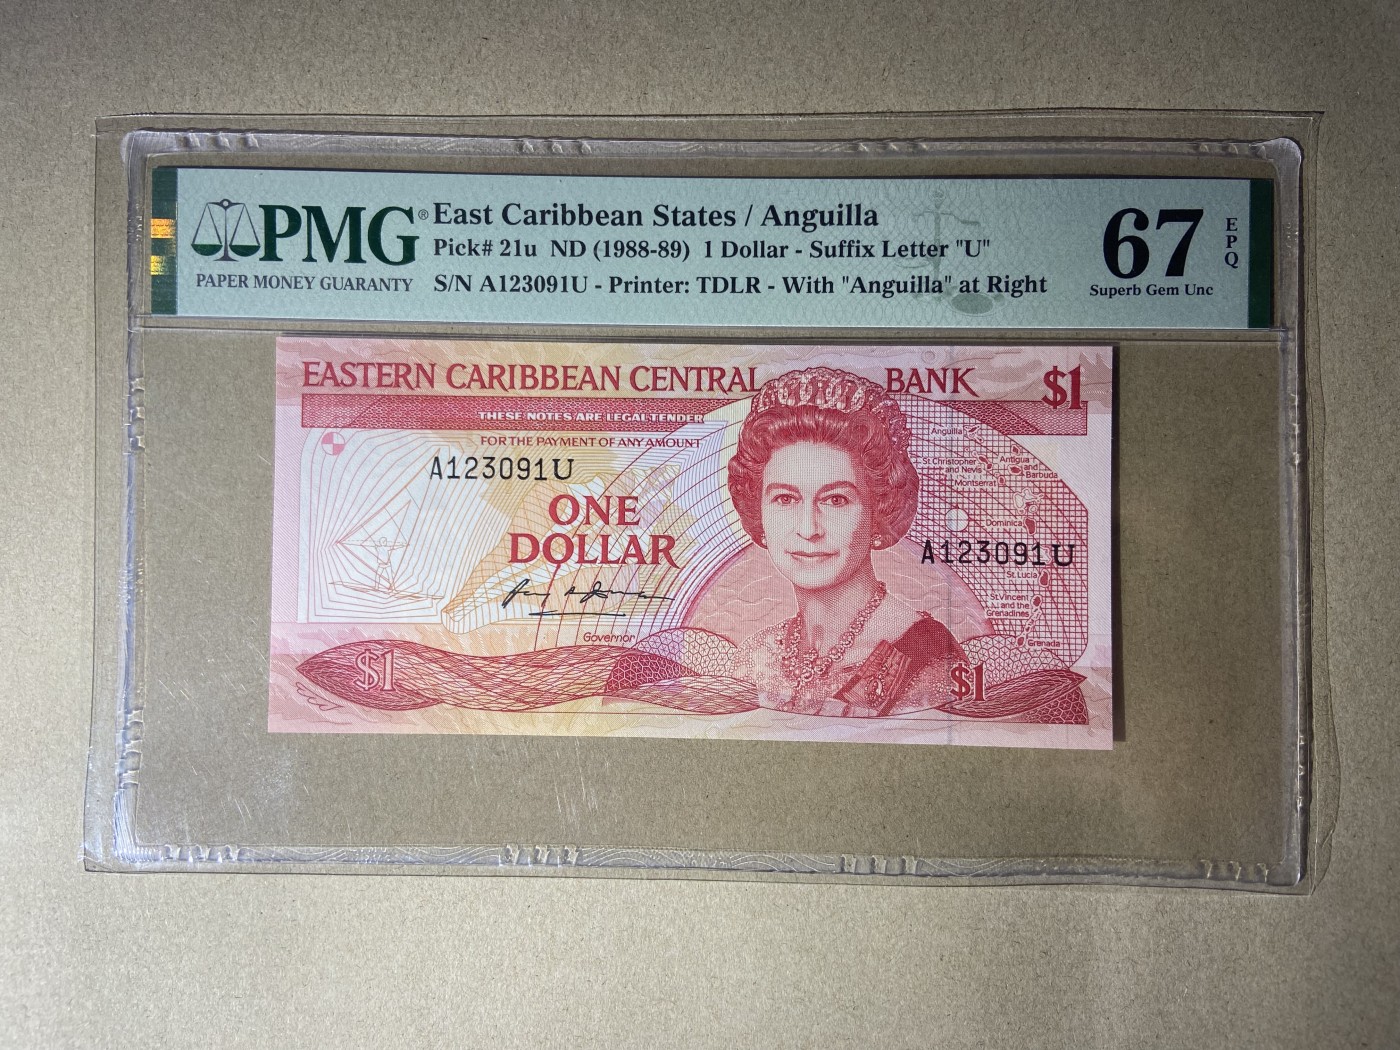 PMG®
PAPER MONEY GUARANTY
East Caribbean States / Anguilla
Pick# 21u ND (1988-89) 1 Dollar - Suffix Letter "U"
S/N A123091U - Printer: TDLR - With "Anguilla" at Right
67
EPQ
Superb Gem Unc
EASTERN CARIBBEAN CENTRAL BANK $1
THESE NOTES ARE LEGAL TENDER
FOR THE PAYMENT OF ANY AMOUNT
A123091U
ONE
DOLLAR
Governor
$1
Anguilla
St Christopher
and Nevis
Antigua
and
Barbuda
Montserrat
Dominica
A123091U
St. Lucia
St.Vincent
and the
Grenadines
Grenada
$1